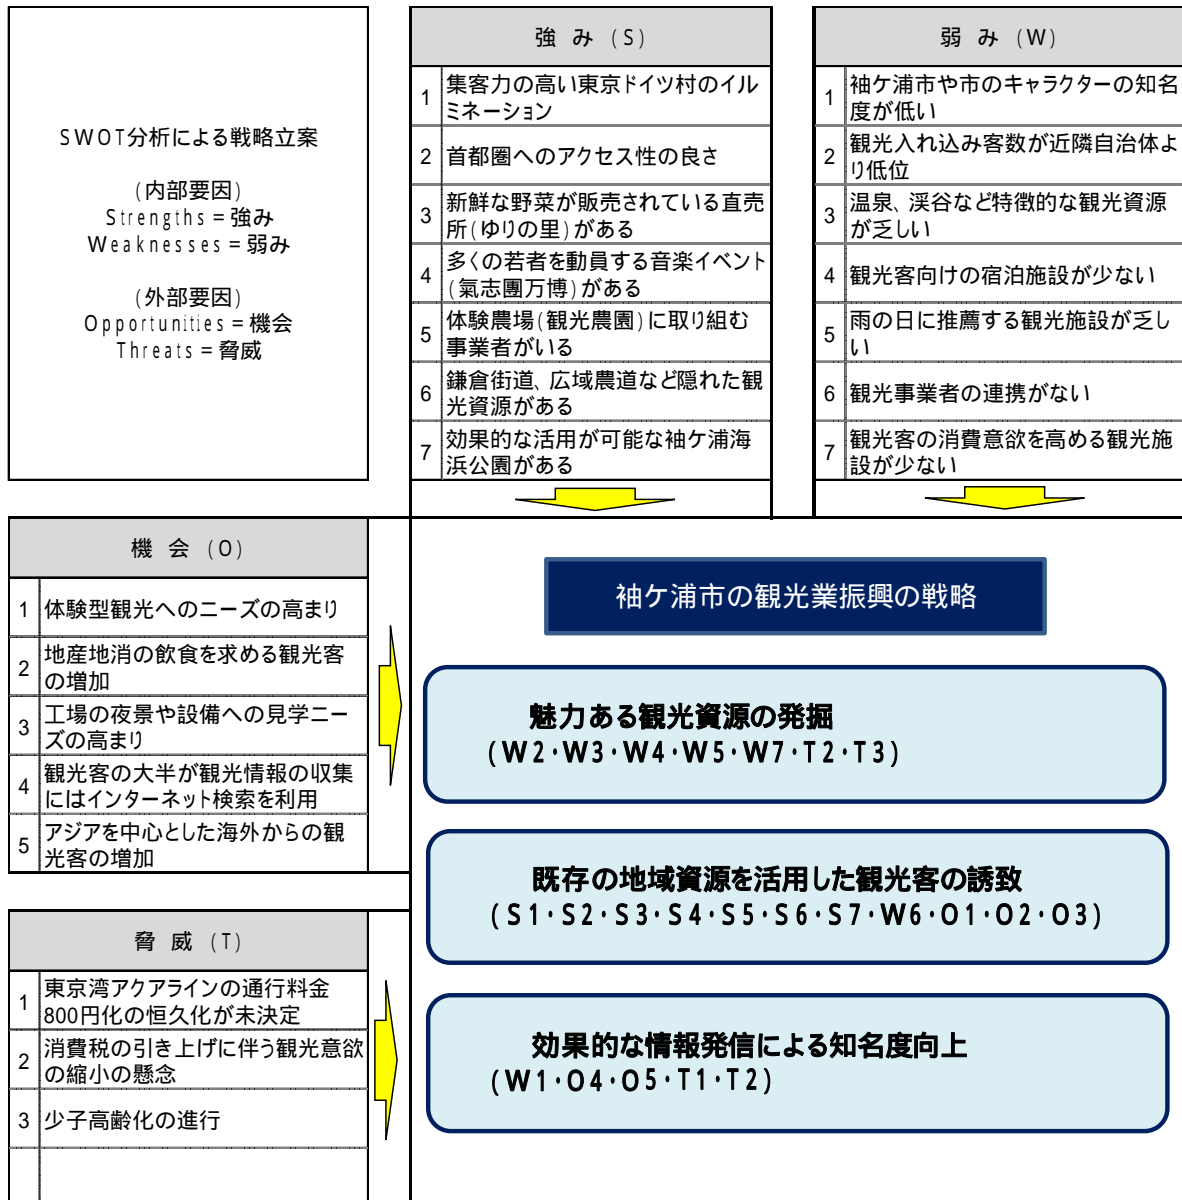 SWOT分析による戦略立案
(内部要因)
Strengths=強み
Weaknesses=弱み
(外部要因)
Opportunities=機会
Threats=脅威
強 み (S)
1 集客力の高い東京ドイツ村のイル
ミネーション
2 首都圏へのアクセス性の良さ
3 新鮮な野菜が販売されている直売
所(ゆりの里)がある
4 多くの若者を動員する音楽イベント
(氣志團万博)がある
5 体験農場(観光農園)に取り組む
事業者がいる
6 鎌倉街道、広域農道など隠れた観
光資源がある
7 効果的な活用が可能な袖ケ浦海
浜公園がある
弱 み (W)
1 袖ケ浦市や市のキャラクターの知名
度が低い
2 観光入れ込み客数が近隣自治体よ
り低位
3 温泉、渓谷など特徴的な観光資源
が乏しい
4 観光客向けの宿泊施設が少ない
5 雨の日に推薦する観光施設が乏し
い
6 観光事業者の連携がない
7 観光客の消費意欲を高める観光施
設が少ない
機 会 (O)
1 体験型観光へのニーズの高まり
2 地産地消の飲食を求める観光客
の増加
3 工場の夜景や設備への見学ニー
ズの高まり
4 観光客の大半が観光情報の収集
にはインターネット検索を利用
5 アジアを中心とした海外からの観
光客の増加
脅 威 (T)
1 東京湾アクアラインの通行料金
800円化の恒久化が未決定
2 消費税の引き上げに伴う観光意欲
の縮小の懸念
3 少子高齢化の進行
袖ケ浦市の観光業振興の戦略
魅力ある観光資源の発掘
(W2・W3・W4・W5・W7・T2・T3)
既存の地域資源を活用した観光客の誘致
(S1・S2・S3・S4・S5・S6・S7・W6・O1・O2・O3)
効果的な情報発信による知名度向上
(W1・O4・O5・T1・T2)